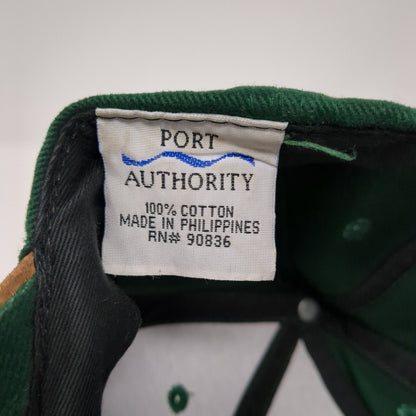 PORT
AUTHORITY
100% COTTON
MADE IN PHILIPPINES
RN# 90836